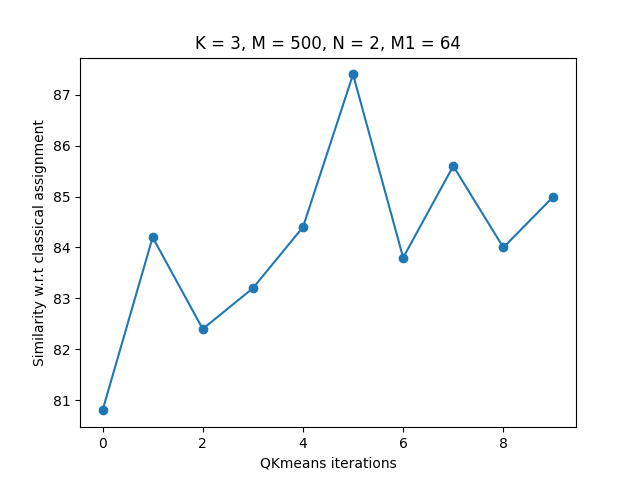 K = 3, M = 500, N = 2, M1 = 64
87
86
85
84
83
82
81
Similarity w.r.t classical assignment
0 2 4 6 8
QKmeans iterations